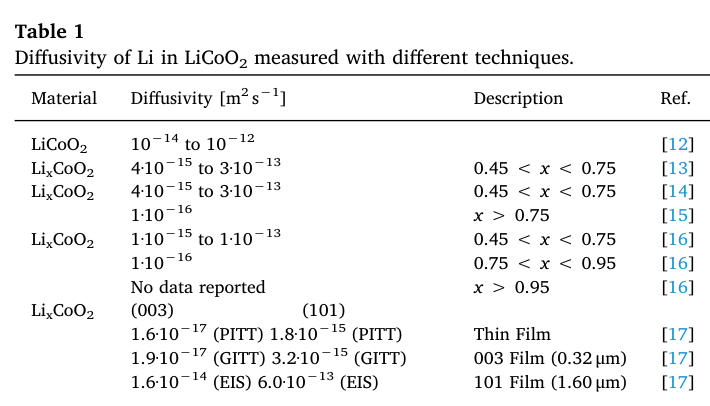 Table 1
Diffusivity of Li in LiCoO₂ measured with different techniques.
Material Diffusivity [m² s⁻¹] Description Ref.
LiCoO₂ 10⁻¹⁴ to 10⁻¹² [12]
LiₓCoO₂ 4·10⁻¹⁵ to 3·10⁻¹³ 0.45 < x < 0.75 [13]
LiₓCoO₂ 4·10⁻¹⁵ to 3·10⁻¹³ 0.45 < x < 0.75 [14]
1·10⁻¹⁶ x > 0.75 [15]
LiₓCoO₂ 1·10⁻¹⁵ to 1·10⁻¹³ 0.45 < x < 0.75 [16]
1·10⁻¹⁶ 0.75 < x < 0.95 [16]
No data reported x > 0.95 [16]
LiₓCoO₂ (003) (101)
1.6·10⁻¹⁷ (PITT) 1.8·10⁻¹⁵ (PITT) Thin Film [17]
1.9·10⁻¹⁷ (GITT) 3.2·10⁻¹⁵ (GITT) 003 Film (0.32 μm) [17]
1.6·10⁻¹⁴ (EIS) 6.0·10⁻¹³ (EIS) 101 Film (1.60 μm) [17]